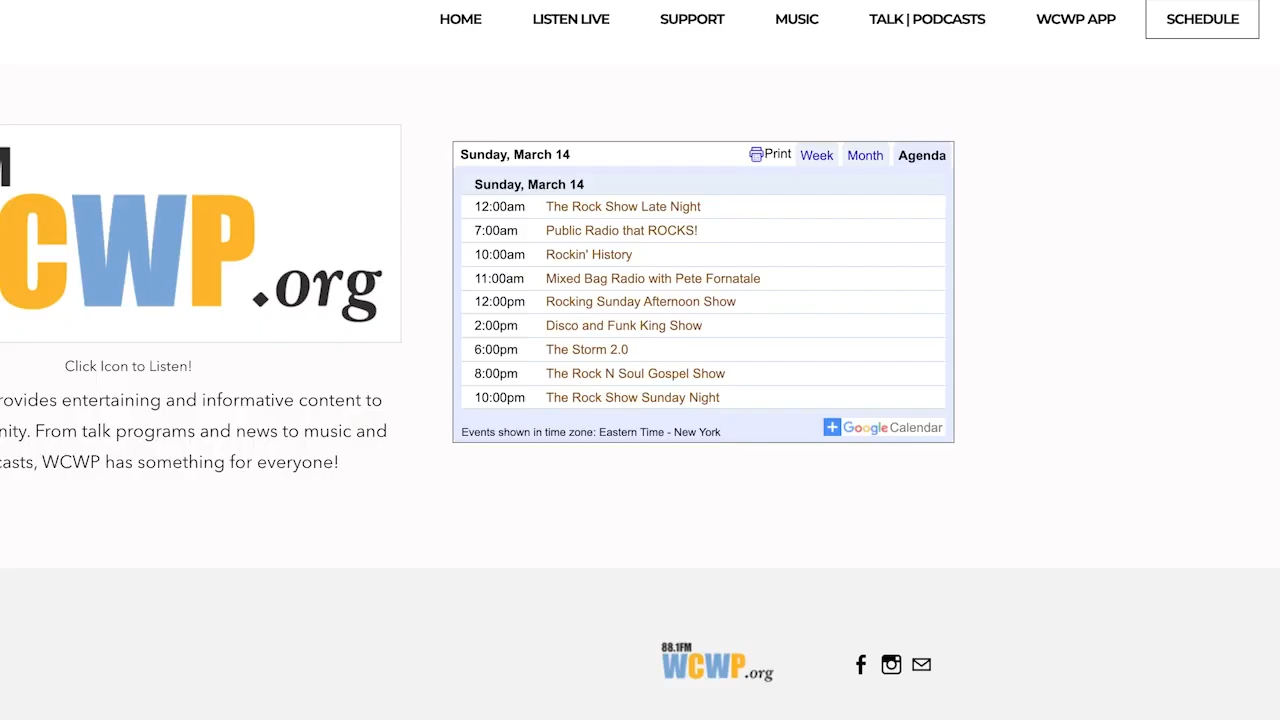 HOME LISTEN LIVE SUPPORT MUSIC TALK | PODCASTS WCWP APP SCHEDULE
CWP.org
Click Icon to Listen!
rovides entertaining and informative content to
nity. From talk programs and news to music and
casts, WCWP has something for everyone!
Sunday, March 14 Print Week Month Agenda
Sunday, March 14
12:00am The Rock Show Late Night
7:00am Public Radio that ROCKS!
10:00am Rockin' History
11:00am Mixed Bag Radio with Pete Fornatale
12:00pm Rocking Sunday Afternoon Show
2:00pm Disco and Funk King Show
6:00pm The Storm 2.0
8:00pm The Rock N Soul Gospel Show
10:00pm The Rock Show Sunday Night
Events shown in time zone: Eastern Time - New York
Google Calendar
88.1FM
WCWP.org